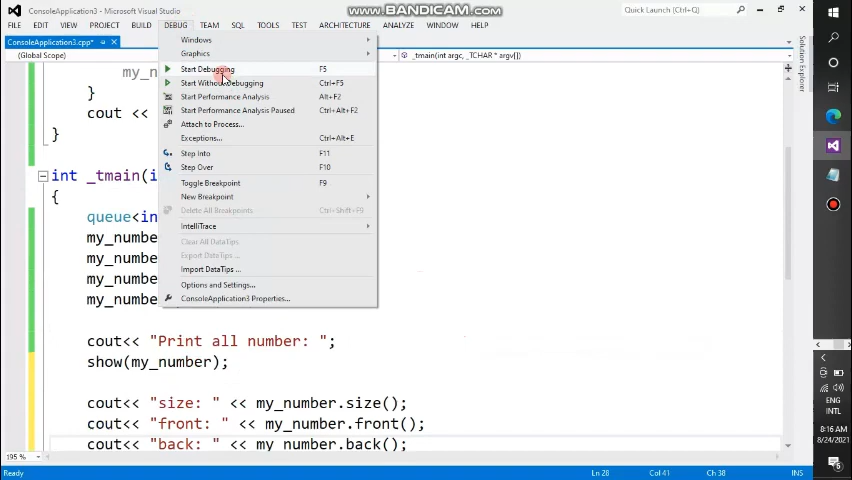 ConsoleApplication3 - Microsoft Visual Studio
WWW.BANDICAM.COM
Quick Launch (Ctrl+Q)
FILE EDIT VIEW PROJECT BUILD DEBUG TEAM SQL TOOLS TEST ARCHITECTURE ANALYZE WINDOW HELP
ConsoleApplication3.cpp*
(Global Scope)
_tmain(int argc, _TCHAR * argv[])
Windows
Graphics
Start Debugging F5
Start Without Debugging Ctrl+F5
Start Performance Analysis Alt+F2
Start Performance Analysis Paused Ctrl+Alt+F2
Attach to Process...
Exceptions... Ctrl+Alt+E
Step Into F11
Step Over F10
Toggle Breakpoint F9
New Breakpoint
Delete All Breakpoints Ctrl+Shift+F9
IntelliTrace
Clear All DataTips
Export DataTips ...
Import DataTips ...
Options and Settings...
ConsoleApplication3 Properties...
my_n
}
cout <<
}
int _tmain(i
{
queue<in
my_numbe
my_numbe
my_numbe
my_numbe
cout<< "Print all number: ";
show(my_number);
cout<< "size: " << my_number.size();
cout<< "front: " << my_number.front();
cout<< "back: " << my_number.back();
195 %
Ready
Ln 28 Col 41 Ch 38 INS
ENG
INTL
8:16 AM
8/24/2021